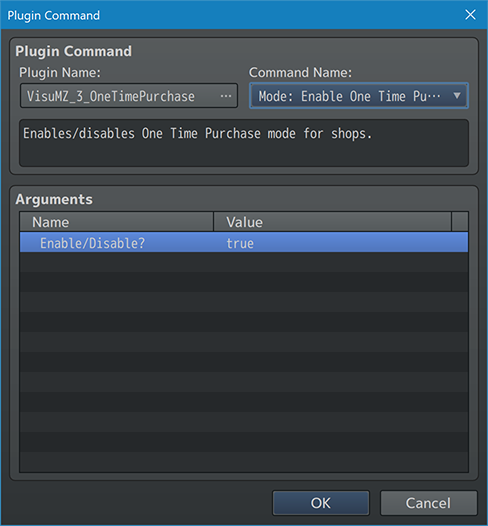 Plugin Command
Plugin Command
Plugin Name: Command Name:
VisuMZ_3_OneTimePurchase ··· Mode: Enable One Time Pu···
Enables/disables One Time Purchase mode for shops.
Arguments
Name Value
Enable/Disable? true
OK Cancel